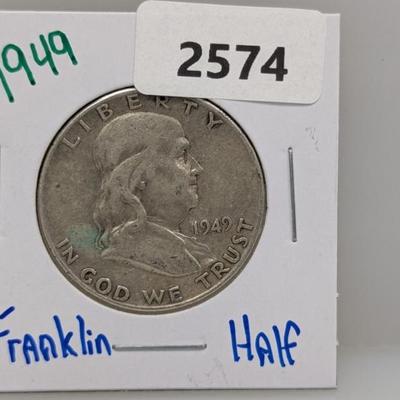 1949
2574
LIBERTY
1949
IN GOD WE TRUST
Franklin Half